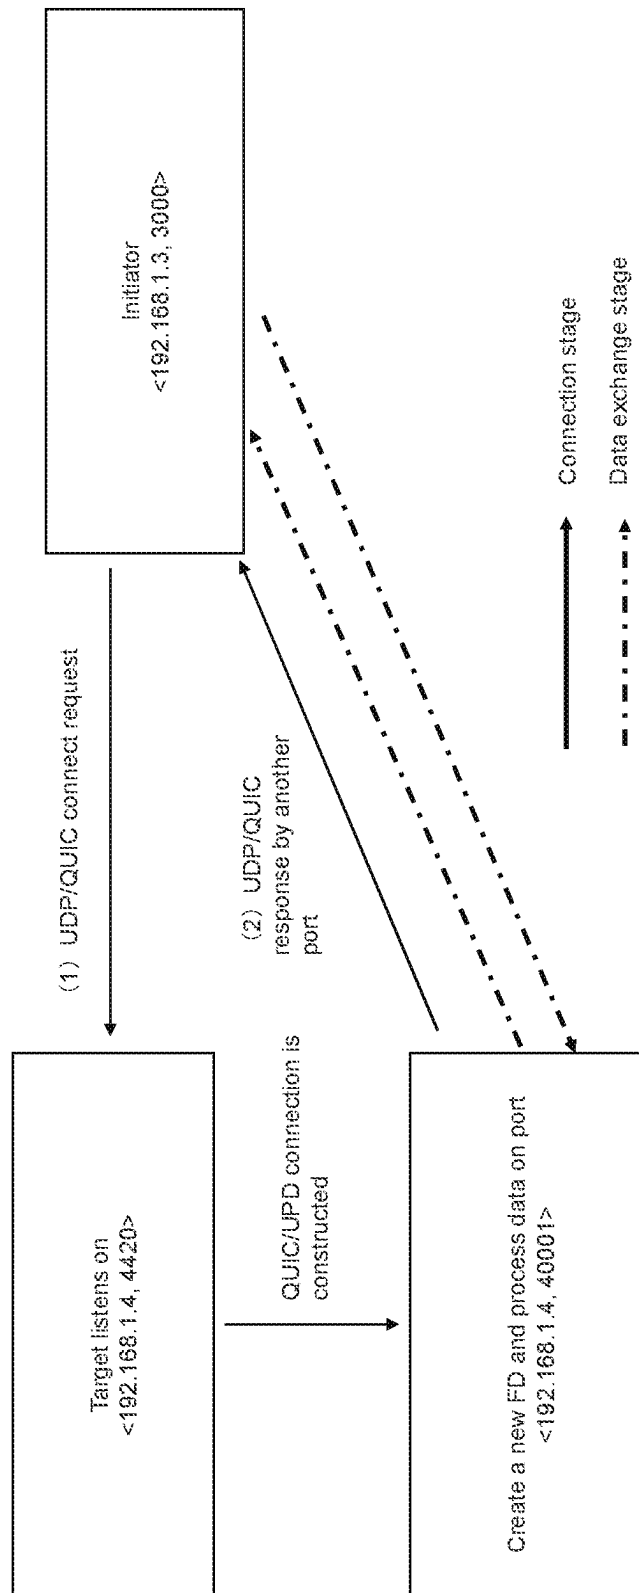 Target listens on
<192.168.1.4, 4420>
(1) UDP/QUIC connect request
Initiator
<192.168.1.3, 3000>
QUIC/UPD connection is
constructed
(2) UDP/QUIC
response by another
port
Create a new FD and process data on port
<192.168.1.4, 40001>
Connection stage
Data exchange stage